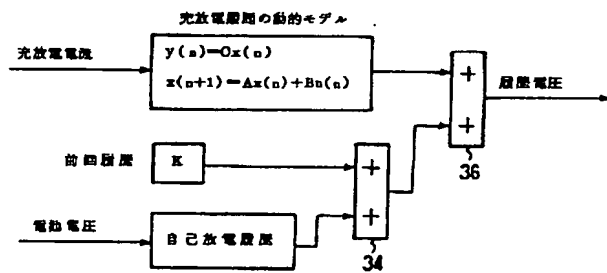 充放電履歴の動的モデル
充放電電流
y(n)=Cx(n)
x(n+1)=Ax(n)+Bu(n)
+
+
履歴電圧
36
前回履歴
K
+
+
34
電池電圧
自己放電履歴